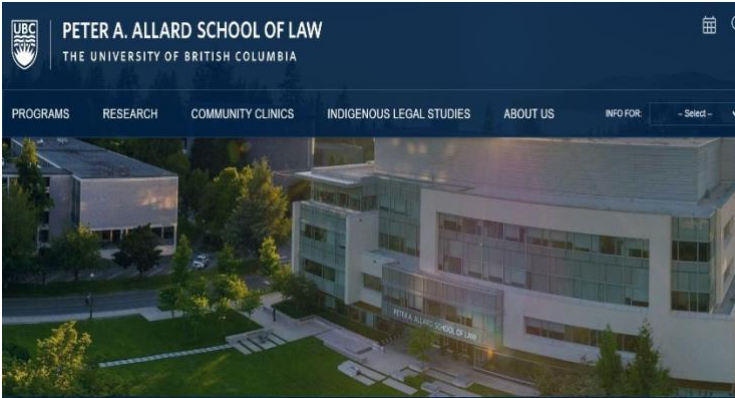 UBC
PETER A. ALLARD SCHOOL OF LAW
THE UNIVERSITY OF BRITISH COLUMBIA
PROGRAMS RESEARCH COMMUNITY CLINICS INDIGENOUS LEGAL STUDIES ABOUT US INFO FOR: – Select –
PETER A. ALLARD SCHOOL OF LAW